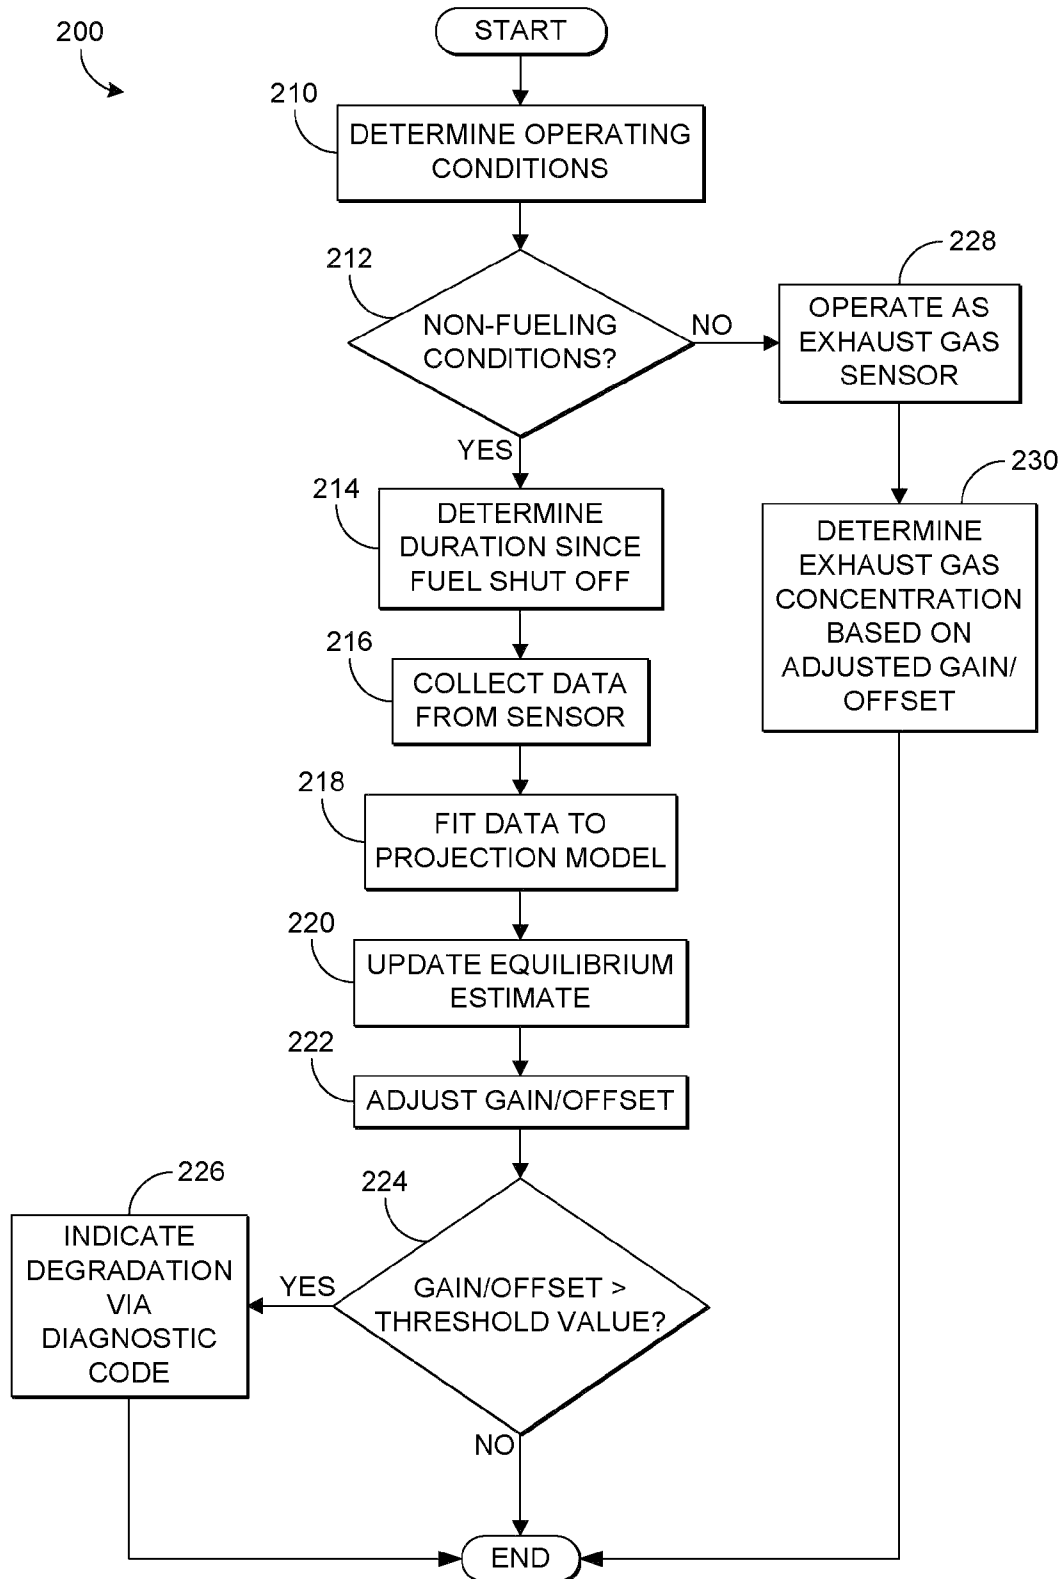 200
START
210
DETERMINE OPERATING
CONDITIONS
212
NON-FUELING
CONDITIONS?
NO
228
OPERATE AS
EXHAUST GAS
SENSOR
YES
214
DETERMINE
DURATION SINCE
FUEL SHUT OFF
230
DETERMINE
EXHAUST GAS
CONCENTRATION
BASED ON
ADJUSTED GAIN/
OFFSET
216
COLLECT DATA
FROM SENSOR
218
FIT DATA TO
PROJECTION MODEL
220
UPDATE EQUILIBRIUM
ESTIMATE
222
ADJUST GAIN/OFFSET
224
GAIN/OFFSET >
THRESHOLD VALUE?
YES
226
INDICATE
DEGRADATION
VIA
DIAGNOSTIC
CODE
NO
END